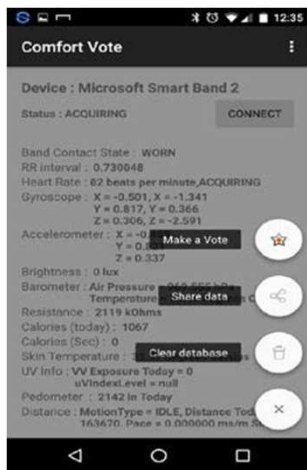 12:35
Comfort Vote
Device : Microsoft Smart Band 2
Status : ACQUIRING
CONNECT
Band Contact State : WORN
RR interval : 0.730048
Heart Rate : 82 beats per minute,ACQUIRING
Gyroscope : X = -0.501, X = -1.341
Y = 0.817, Y = 0.366
Z = 0.306, Z = -2.591
Accelerometer : X =
Y =
Z = 0.337
Make a Vote
Brightness : 0 lux
Barometer : Air Pressure
Temperature =
Share data
Resistance : 2119 kOhms
Calories (today) : 1067
Calories (Sec) : 0
Clear database
Skin Temperature :
UV Info : VV Exposure Today = 0
uvIndexLevel = null
Pedometer : 2142 in Today
Distance : MotionType = IDLE, Distance
163670, Pace = 0.000000 ms/m